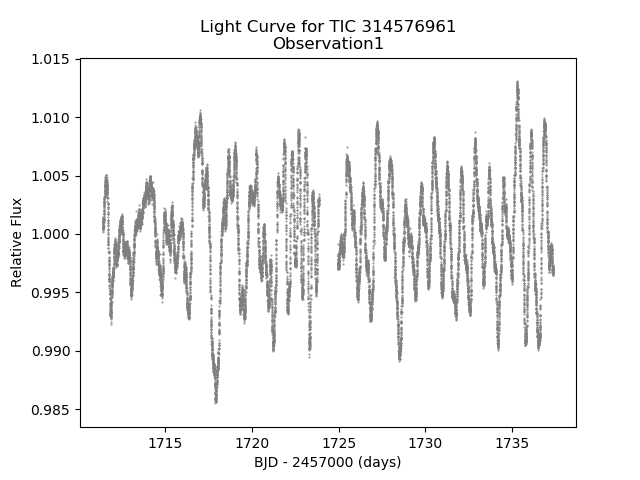 Light Curve for TIC 314576961
Observation1
1.015
1.010
1.005
1.000
0.995
0.990
0.985
Relative Flux
1715 1720 1725 1730 1735
BJD - 2457000 (days)